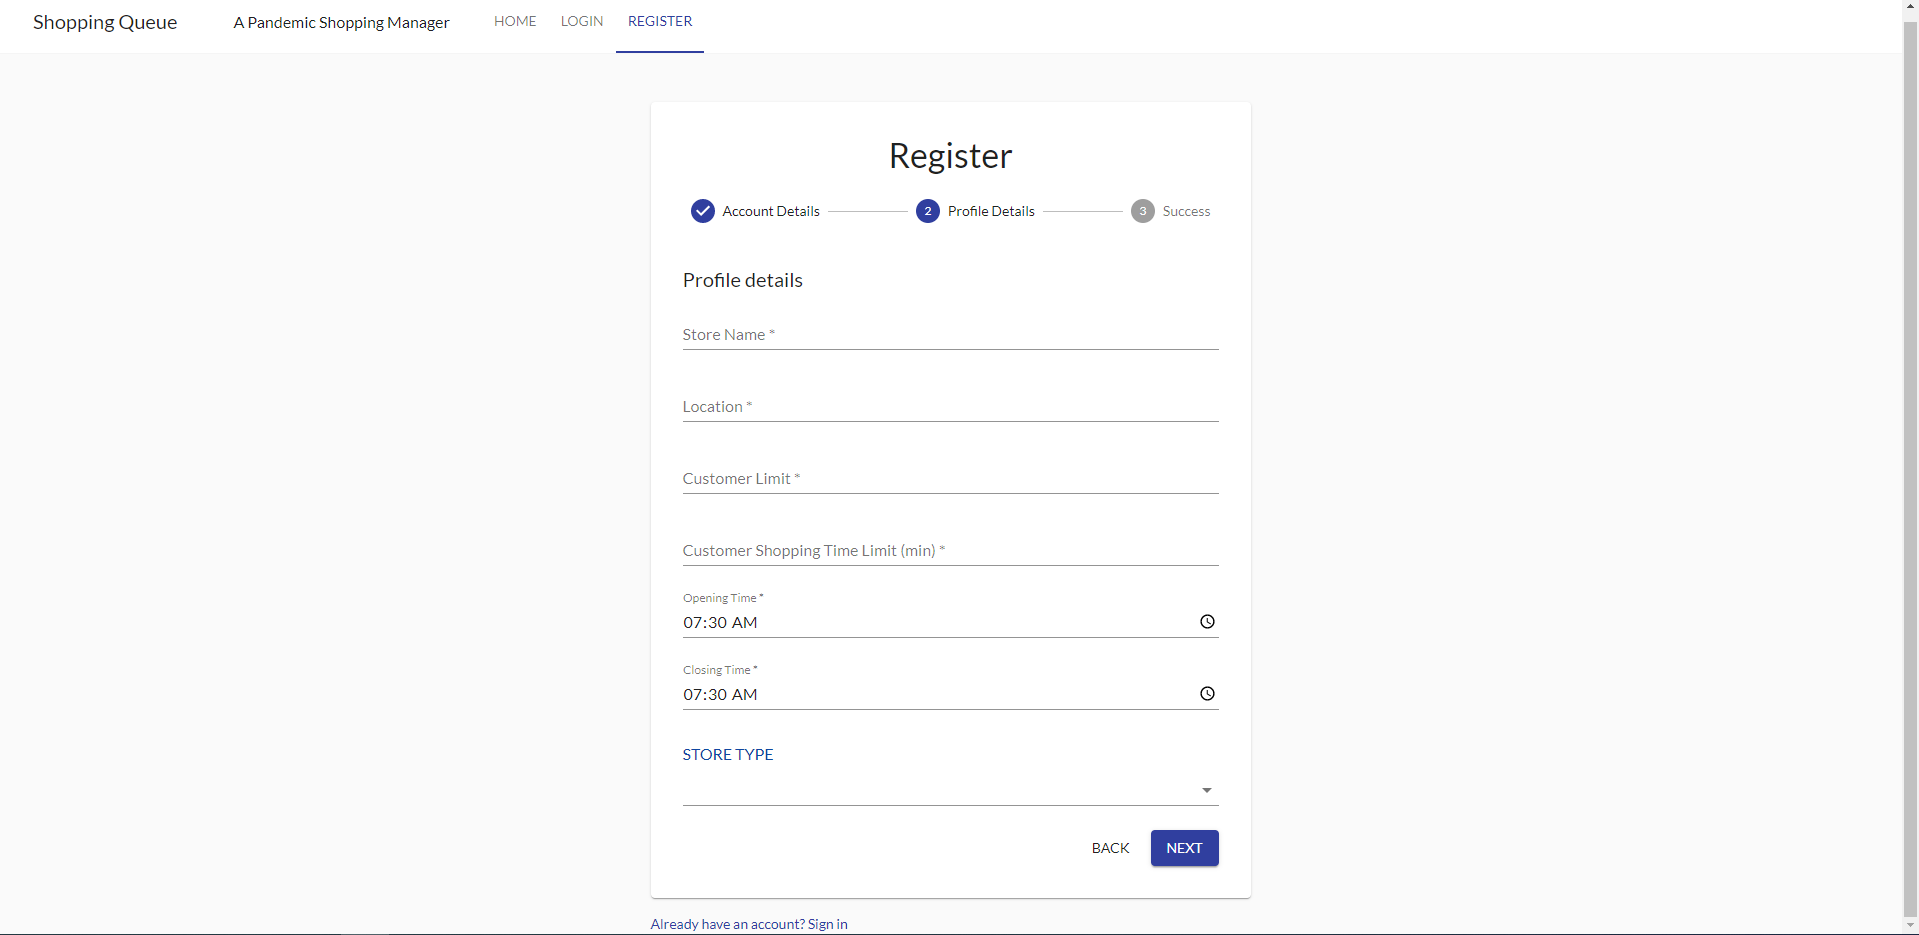 Shopping Queue A Pandemic Shopping Manager HOME LOGIN REGISTER
Register
Account Details 2 Profile Details 3 Success
Profile details
Store Name *
Location *
Customer Limit *
Customer Shopping Time Limit (min) *
Opening Time *
07:30 AM
Closing Time *
07:30 AM
STORE TYPE
BACK NEXT
Already have an account? Sign in